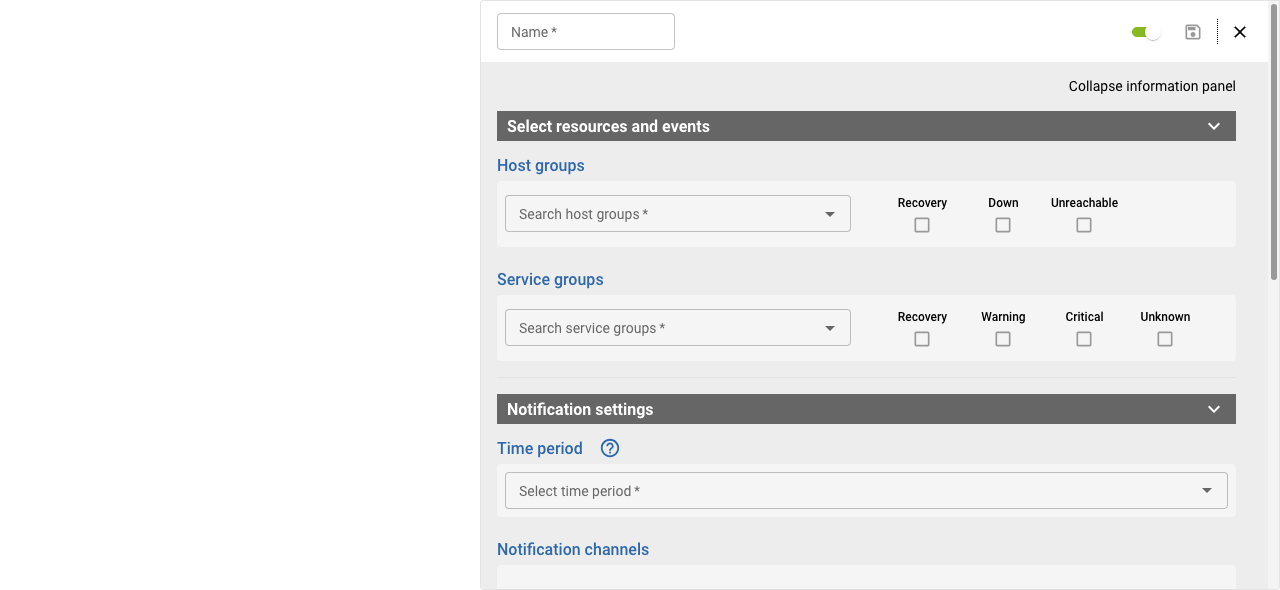 Name *
Collapse information panel
Select resources and events
Host groups
Search host groups *
Recovery Down Unreachable
Service groups
Search service groups *
Recovery Warning Critical Unknown
Notification settings
Time period ?
Select time period *
Notification channels